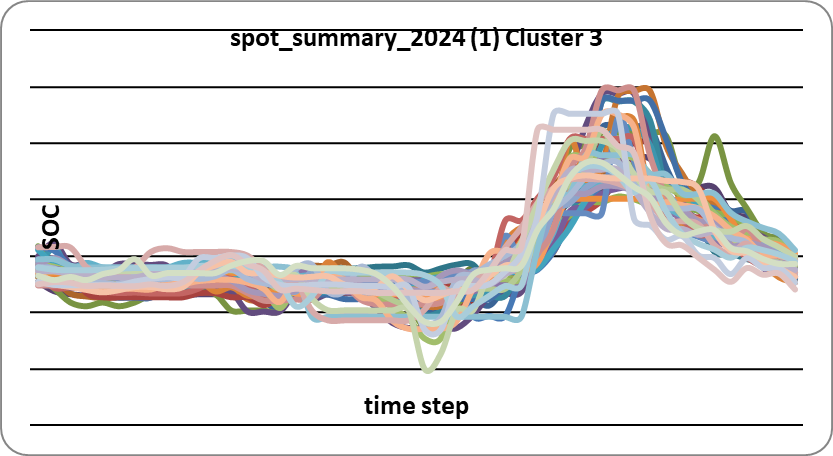 spot_summary_2024 (1) Cluster 3
SOC
time step